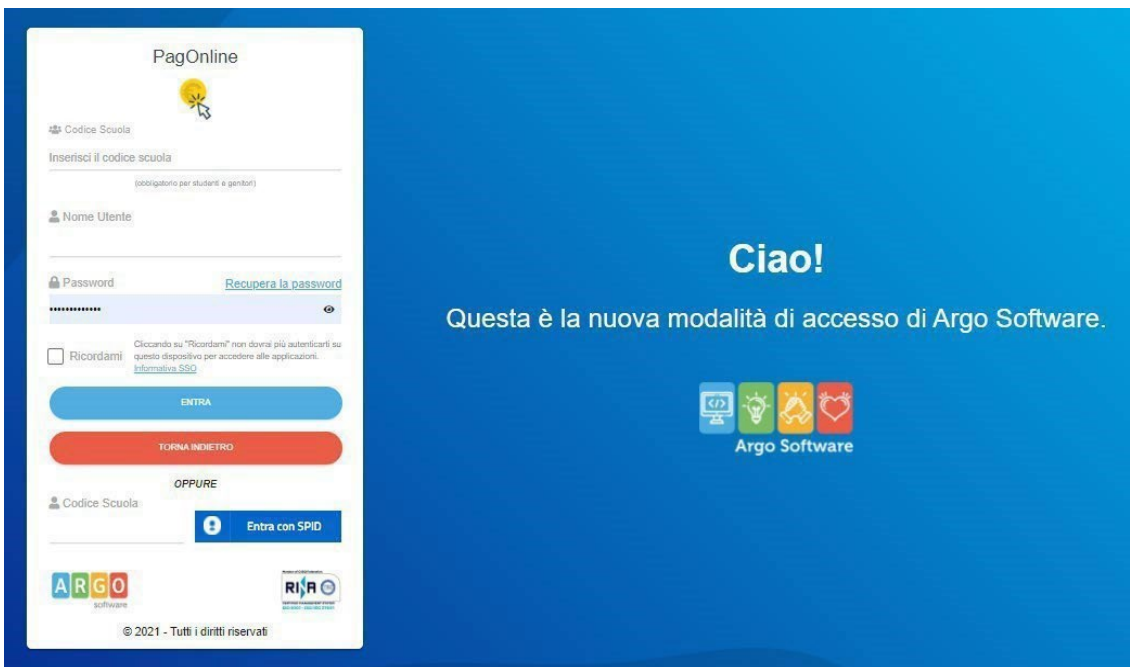 PagOnline
Codice Scuola
Inserisci il codice scuola
(obbligatorio per studenti e genitori)
Nome Utente
Password
Recupera la password
Ricordami
Cliccando su "Ricordami" non dovrai più autenticarti su
questo dispositivo per accedere alle applicazioni.
Informativa SSO
ENTRA
TORNA INDIETRO
OPPURE
Codice Scuola
Entra con SPID
ARGO
software
RINA
© 2021 - Tutti i diritti riservati
Ciao!
Questa è la nuova modalità di accesso di Argo Software.
Argo Software